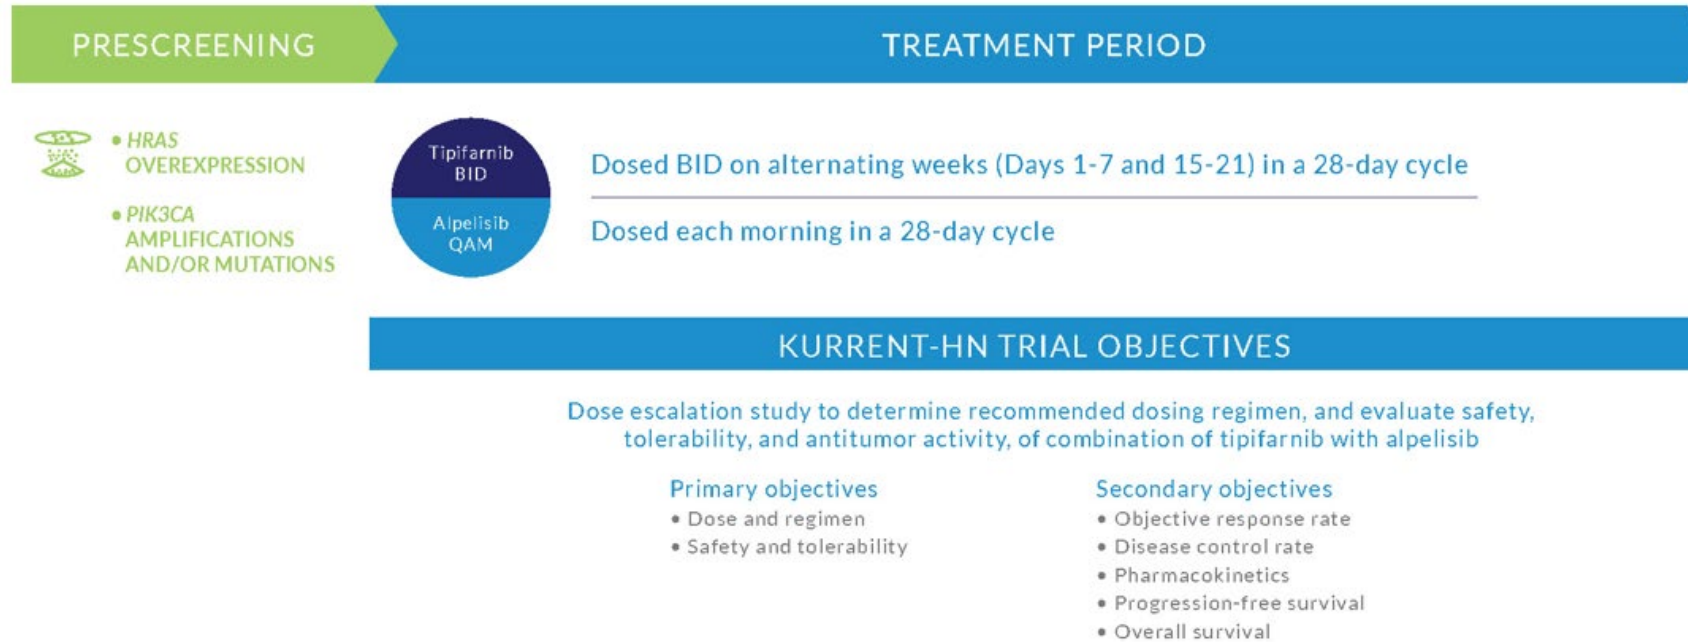 PRESCREENING
TREATMENT PERIOD
• HRAS
OVEREXPRESSION
• PIK3CA
AMPLIFICATIONS
AND/OR MUTATIONS
Tipifarnib
BID
Alpelisib
QAM
Dosed BID on alternating weeks (Days 1-7 and 15-21) in a 28-day cycle
Dosed each morning in a 28-day cycle
KURRENT-HN TRIAL OBJECTIVES
Dose escalation study to determine recommended dosing regimen, and evaluate safety,
tolerability, and antitumor activity, of combination of tipifarnib with alpelisib
Primary objectives
• Dose and regimen
• Safety and tolerability
Secondary objectives
• Objective response rate
• Disease control rate
• Pharmacokinetics
• Progression-free survival
• Overall survival